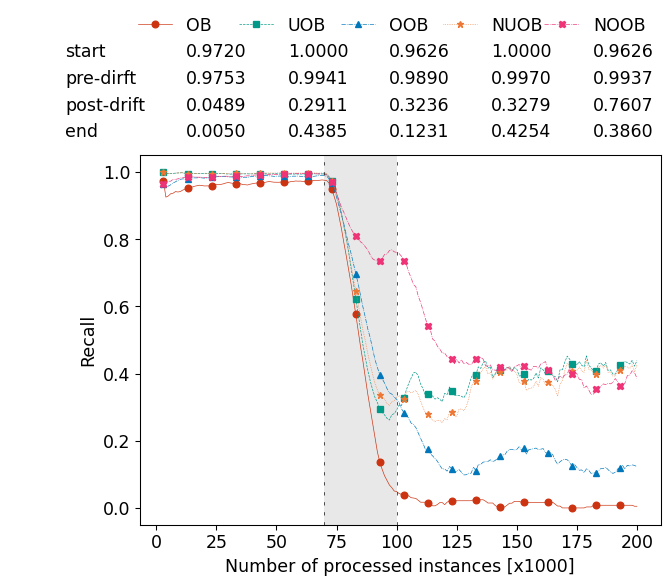 OB UOB OOB NUOB NOOB
start 0.9720 1.0000 0.9626 1.0000 0.9626
pre-dirft 0.9753 0.9941 0.9890 0.9970 0.9937
post-drift 0.0489 0.2911 0.3236 0.3279 0.7607
end 0.0050 0.4385 0.1231 0.4254 0.3860
1.0
0.8
0.6
0.4
0.2
0.0
Recall
0 25 50 75 100 125 150 175 200
Number of processed instances [x1000]